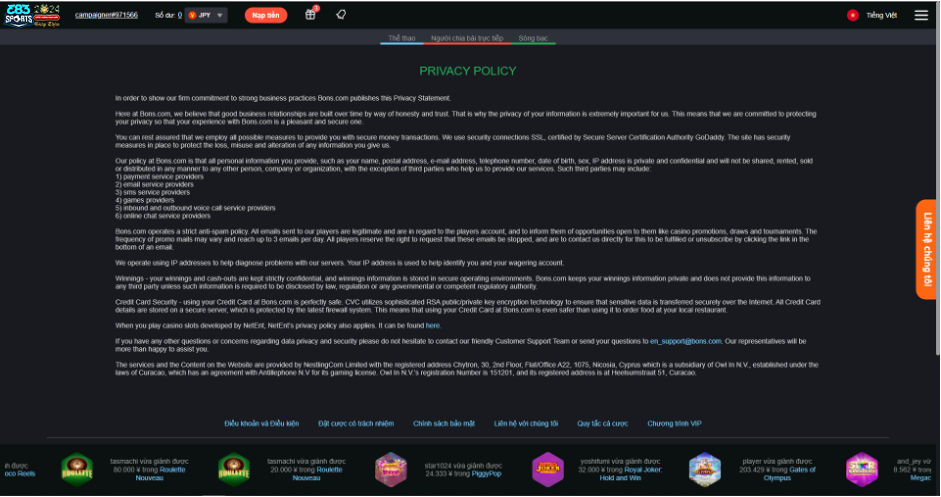 campaigner#971566
Số dư: 0
JPY
Nạp tiền
Tiếng Việt
Thể thao Người chia bài trực tiếp Sòng bạc
PRIVACY POLICY
In order to show our firm commitment to strong business practices Bons.com publishes this Privacy Statement.
Here at Bons.com, we believe that good business relationships are built over time by way of honesty and trust. That is why the privacy of your information is extremely important for us. This means that we are committed to protecting
your privacy so that your experience with Bons.com is a pleasant and secure one.
You can rest assured that we employ all possible measures to provide you with secure money transactions. We use security connections SSL, certified by Secure Server Certification Authority GoDaddy. The site has security
measures in place to protect the loss, misuse and alteration of any information you give us.
Our policy at Bons.com is that all personal information you provide, such as your name, postal address, e-mail address, telephone number, date of birth, sex, IP address is private and confidential and will not be shared, rented, sold
or distributed in any manner to any other person, company or organization, with the exception of third parties who help us to provide our services. Such third parties may include:
1) payment service providers
2) email service providers
3) sms service providers
4) games providers
5) inbound and outbound voice call service providers
6) online chat service providers
Bons.com operates a strict anti-spam policy. All emails sent to our players are legitimate and are in regard to the players account, and to inform them of opportunities open to them like casino promotions, draws and tournaments. The
frequency of promo mails may vary and reach up to 3 emails per day. All players reserve the right to request that these emails be stopped, and are to contact us directly for this to be fulfilled or unsubscribe by clicking the link in the
bottom of an email.
We operate using IP addresses to help diagnose problems with our servers. Your IP address is used to help identify you and your wagering account.
Winnings - your winnings and cash-outs are kept strictly confidential, and winnings information is stored in secure operating environments. Bons.com keeps your winnings information private and does not provide this information to
any third party unless such information is required to be disclosed by law, regulation or any governmental or competent regulatory authority.
Credit Card Security - using your Credit Card at Bons.com is perfectly safe. CVC utilizes sophisticated RSA public/private key encryption technology to ensure that sensitive data is transferred securely over the Internet. All Credit Card
details are stored on a secure server, which is protected by the latest firewall system. This means that using your Credit Card at Bons.com is even safer than using it to order food at your local restaurant.
When you play casino slots developed by NetEnt, NetEnt's privacy policy also applies. It can be found here.
If you have any other questions or concerns regarding data privacy and security please do not hesitate to contact our friendly Customer Support Team or send your questions to en_support@bons.com. Our representatives will be
more than happy to assist you.
The services and the Content on the Website are provided by NestlingCom Limited with the registered address Chytron, 30, 2nd Floor, Flat/Office A22, 1075, Nicosia, Cyprus which is a subsidiary of Owl In N.V., established under the
laws of Curacao, which has an agreement with Antillephone N.V for its gaming license. Owl In N.V.'s registration Number is 151201, and its registered address is at Heelsumstraat 51, Curacao.
Liên hệ chúng tôi
Điều khoản và Điều kiện Đặt cược có trách nhiệm Chính sách bảo mật Liên hệ với chúng tôi Quy tắc cá cược Chương trình VIP
oco Reels
tasmachi vừa giành được
60.000 ¥ trong Roulette
Nouveau
tasmachi vừa giành được
20.000 ¥ trong Roulette
Nouveau
star1024 vừa giành được
24.333 ¥ trong PiggyPop
yoshifumi vừa giành được
32.000 ¥ trong Royal Joker:
Hold and Win
player vừa giành được
203.429 ¥ trong Gates of
Olympus
and_jey vừ
8.562 ¥ tron
Megac